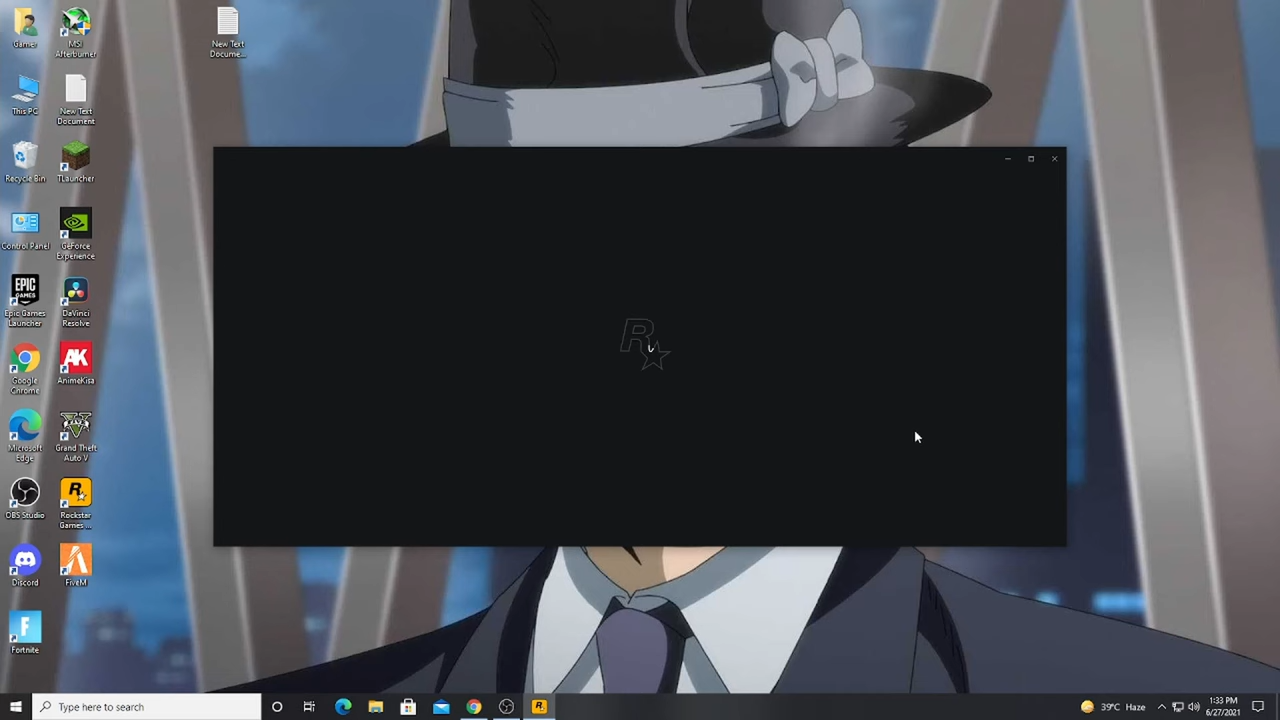 Gamer
MSI
Afterburner
New Text
Docume...
This PC
New Text
Document
Recycle Bin
TLauncher
Control Panel
GeForce
Experience
EPIC
GAMES
Epic Games
Launcher
DaVinci
Resolve
Google
Chrome
AK
AnimeKisa
Microsoft
Edge
V
Grand Theft
Auto V
OBS Studio
R
Rockstar
Games ...
Discord
FiveM
F
Fortnite
R
Type here to search
R
39°C Haze
1:33 PM
6/27/2021